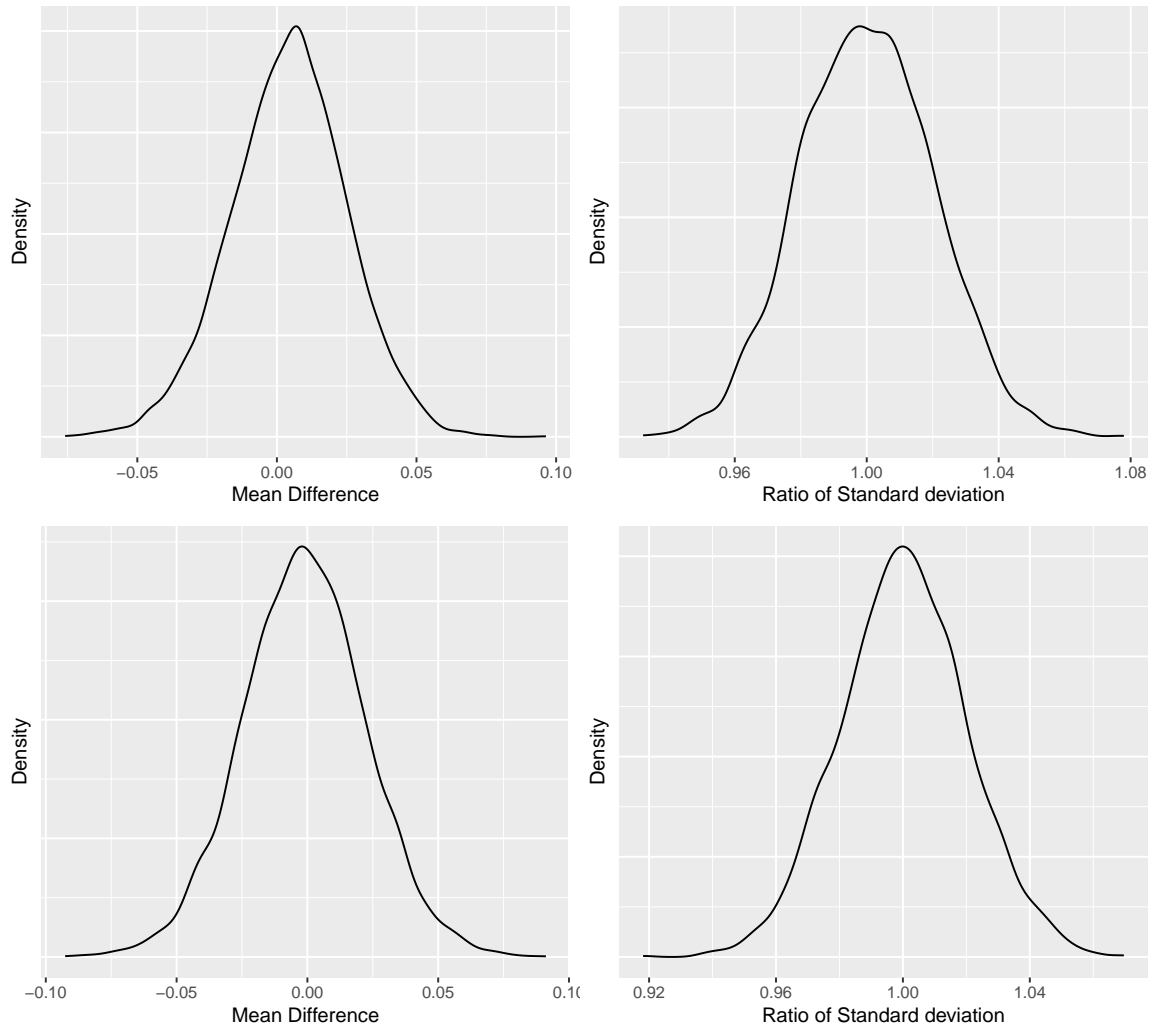 Density
−0.05 0.00 0.05 0.10
Mean Difference
Density
0.96 1.00 1.04 1.08
Ratio of Standard deviation
Density
−0.10 −0.05 0.00 0.05
Mean Difference
Density
0.92 0.96 1.00 1.04
Ratio of Standard deviation